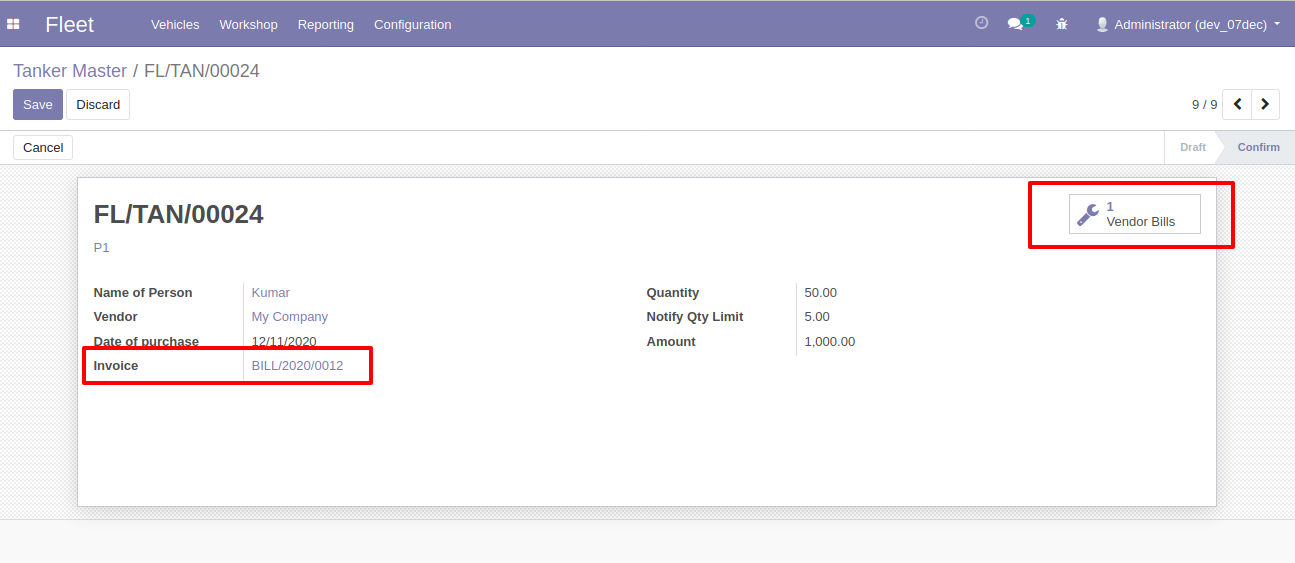 Fleet Vehicles Workshop Reporting Configuration 1 Administrator (dev_07dec)
Tanker Master / FL/TAN/00024
Save Discard 9 / 9
Cancel Draft Confirm
FL/TAN/00024
1
Vendor Bills
P1
Name of Person Kumar Quantity 50.00
Vendor My Company Notify Qty Limit 5.00
Date of purchase 12/11/2020 Amount 1,000.00
Invoice BILL/2020/0012